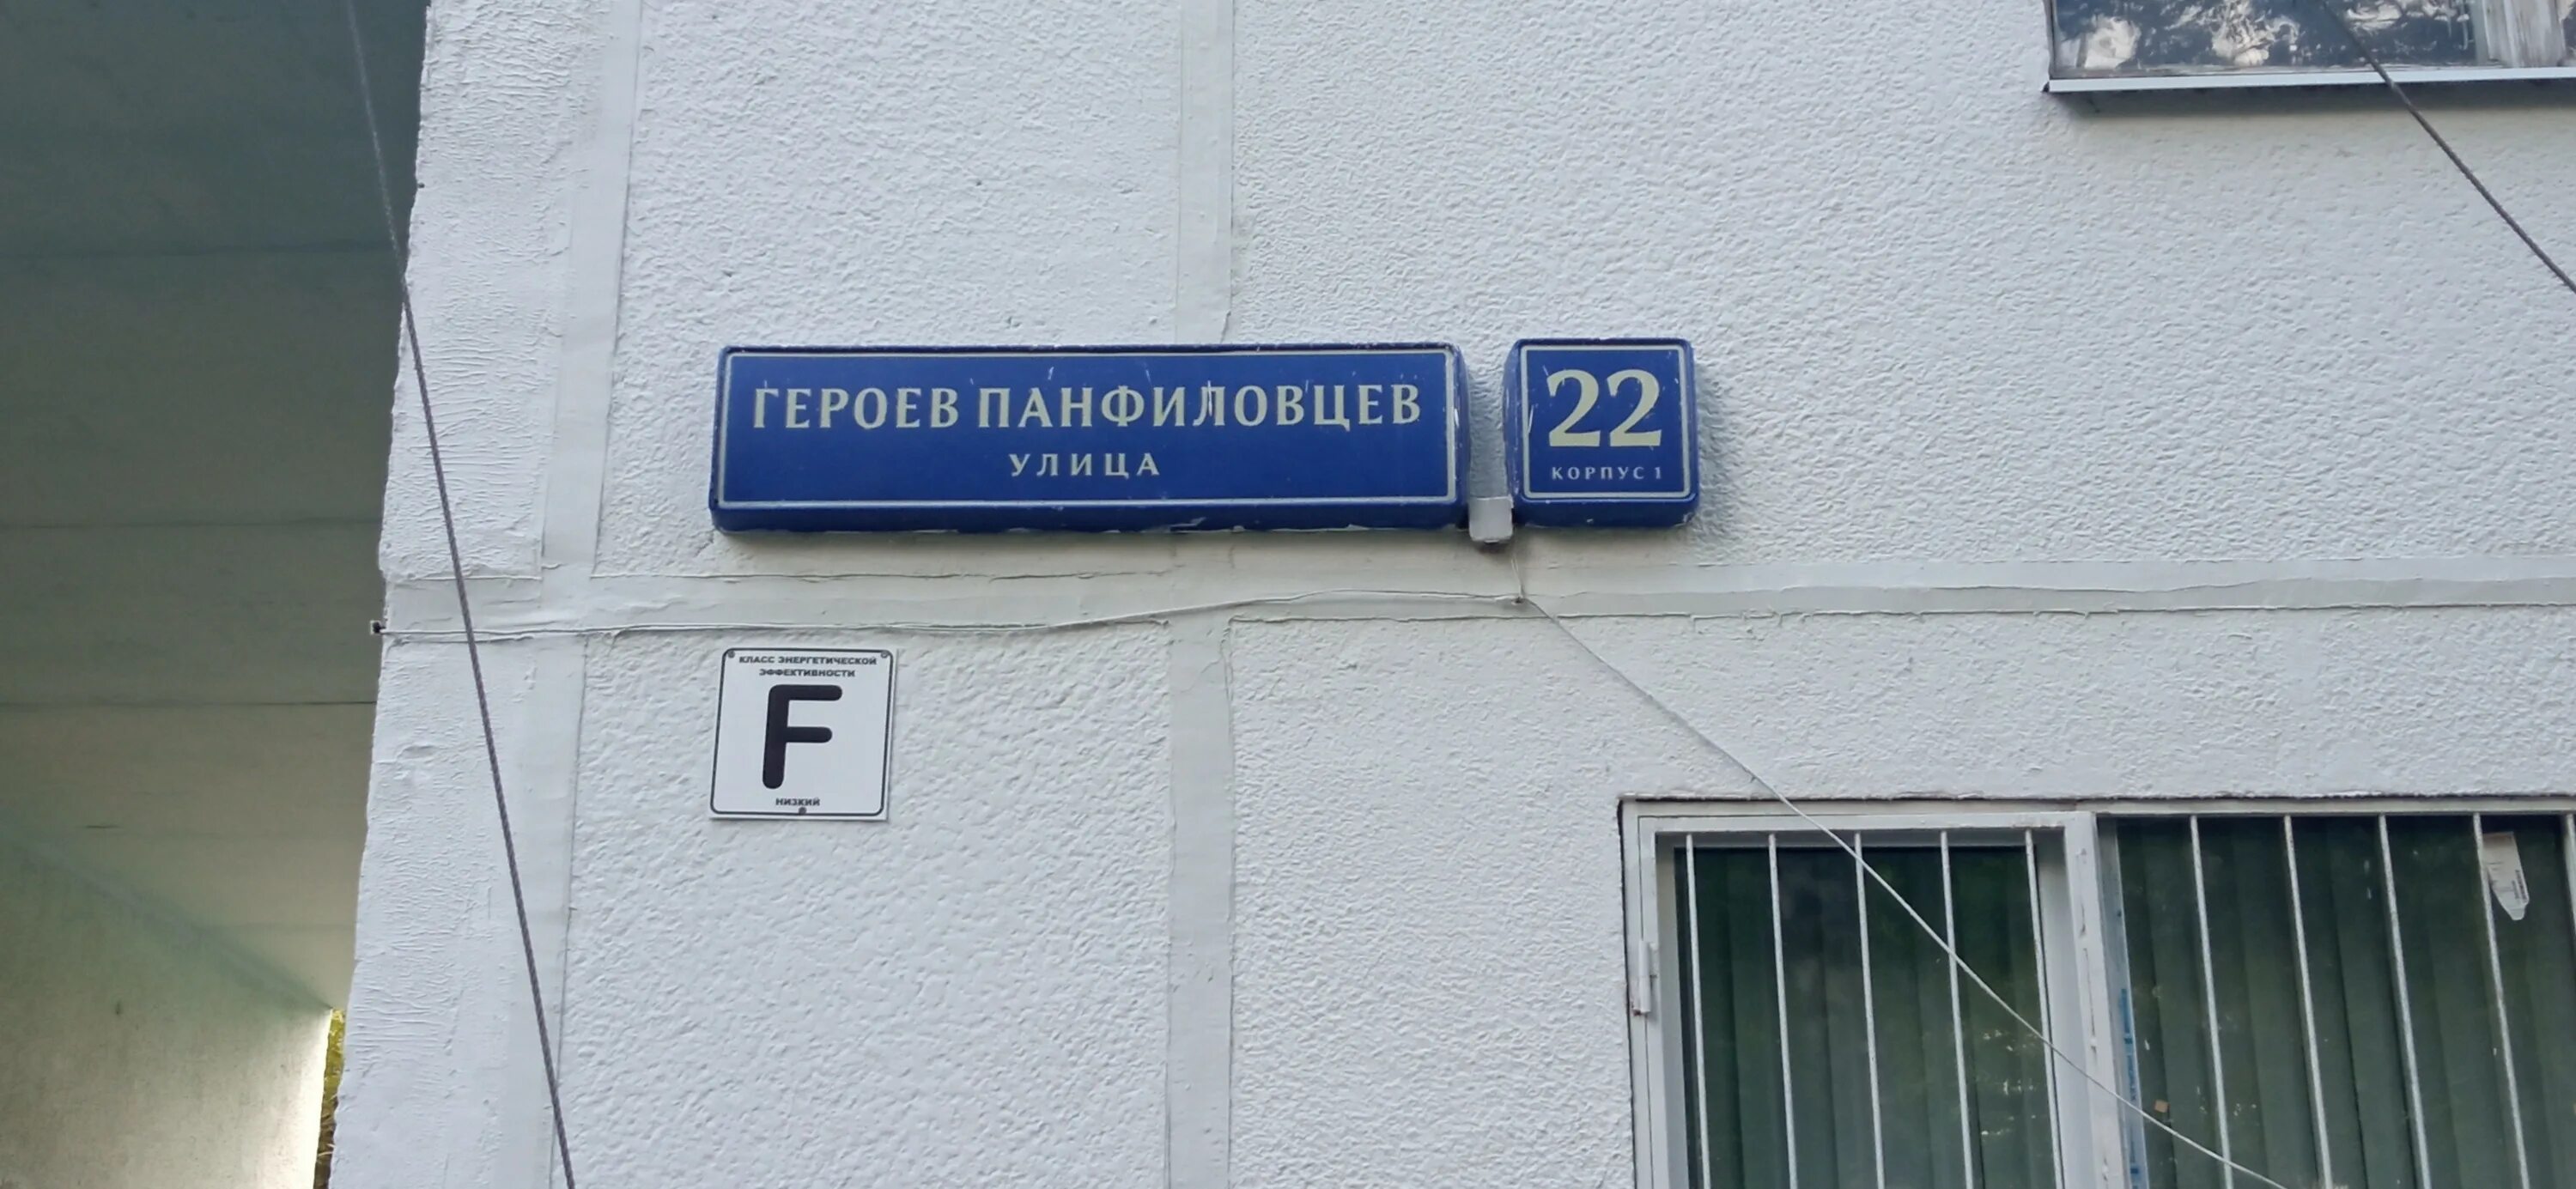 ГЕРОЕВ ПАНФИЛОВЦЕВ
УЛИЦА
22
КОРПУС 1
КЛАСС ЭНЕРГЕТИЧЕСКОЙ
ЭФФЕКТИВНОСТИ
F
НИЗКИЙ